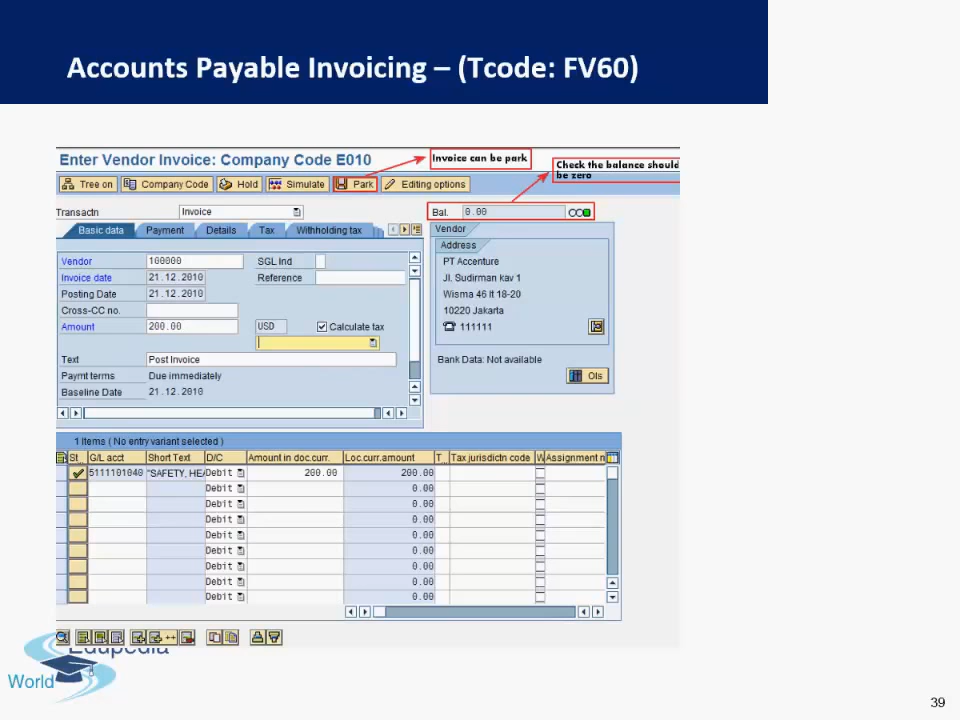 Accounts Payable Invoicing – (Tcode: FV60)
Enter Vendor Invoice: Company Code E010
Invoice can be park
Check the balance should
be zero
Tree on Company Code Hold Simulate Park Editing options
Transactn Invoice
Bal. 0.00
Basic data Payment Details Tax Withholding tax
Vendor
Address
Vendor 100000 SGL Ind
PT Accenture
Invoice date 21.12.2010 Reference
Jl. Sudirman kav 1
Posting Date 21.12.2010
Wisma 46 lt 18-20
Cross-CC no.
10220 Jakarta
Amount 200.00 USD Calculate tax
111111
Text Post Invoice
Bank Data: Not available
Paymt terms Due immediately
OIs
Baseline Date 21.12.2010
1 Items ( No entry variant selected )
St... G/L acct Short Text D/C Amount in doc.curr. Loc.curr.amount T... Tax jurisdictn code W Assignment n
5111101040 "SAFETY, HEA Debit 200.00 200.00
Debit 0.00
Debit 0.00
Debit 0.00
Debit 0.00
Debit 0.00
Debit 0.00
Debit 0.00
Debit 0.00
Edupedia
World
39